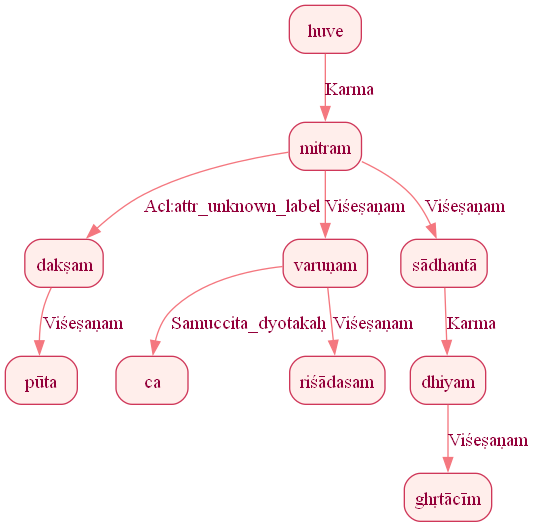 huve
Karma
mitram
Acl:attr_unknown_label Viśeṣaṇam Viśeṣaṇam
dakṣam varuṇam sādhantā
Viśeṣaṇam Samuccita_dyotakaḥ Viśeṣaṇam Karma
pūta ca riśādasam dhiyam
Viśeṣaṇam
ghṛtācīm